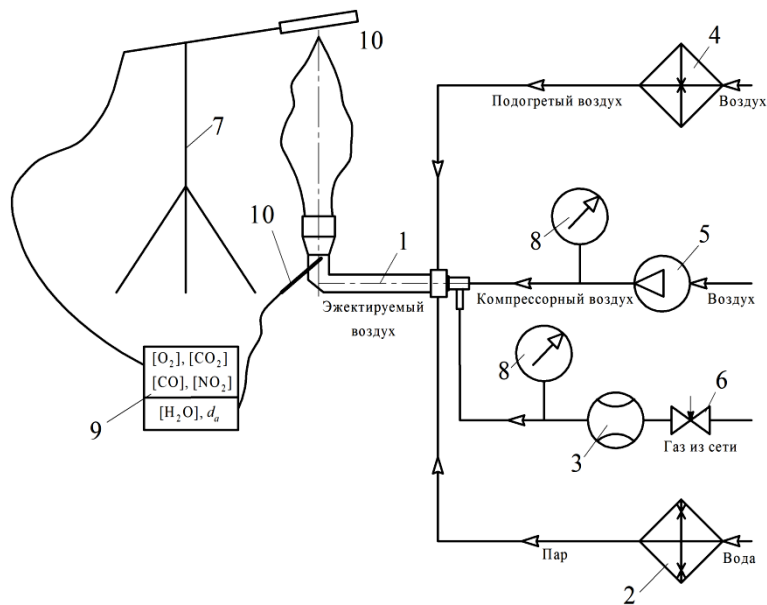 10
4
Подогретый воздух
Воздух
7
8
5
10
1
Эжектируемый
воздух
Компрессорный воздух
Воздух
[O₂], [CO₂]
[CO], [NO₂]
[H₂O], dₐ
9
8
6
3
Газ из сети
Пар
Вода
2